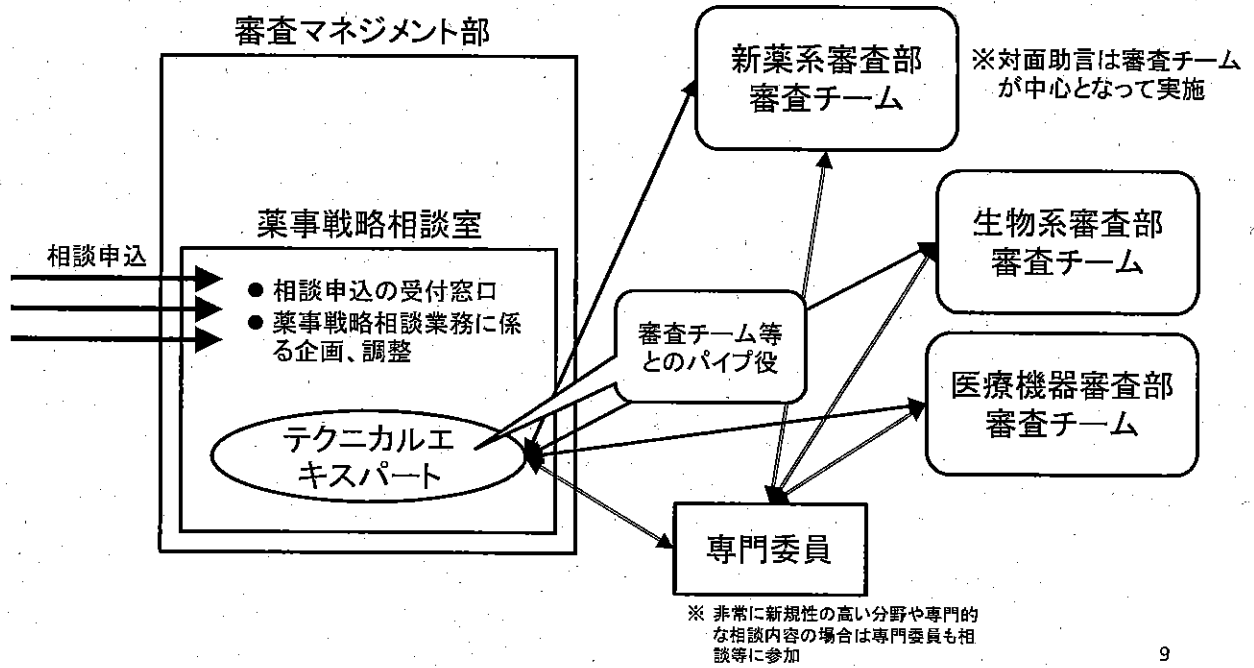 審査マネジメント部
新薬系審査部
審査チーム
※対面助言は審査チーム
が中心となって実施
生物系審査部
審査チーム
薬事戦略相談室
相談申込
● 相談申込の受付窓口
● 薬事戦略相談業務に係
る企画、調整
審査チーム等
とのパイプ役
医療機器審査部
審査チーム
テクニカルエ
キスパート
専門委員
※ 非常に新規性の高い分野や専門的
な相談内容の場合は専門委員も相
談等に参加
9